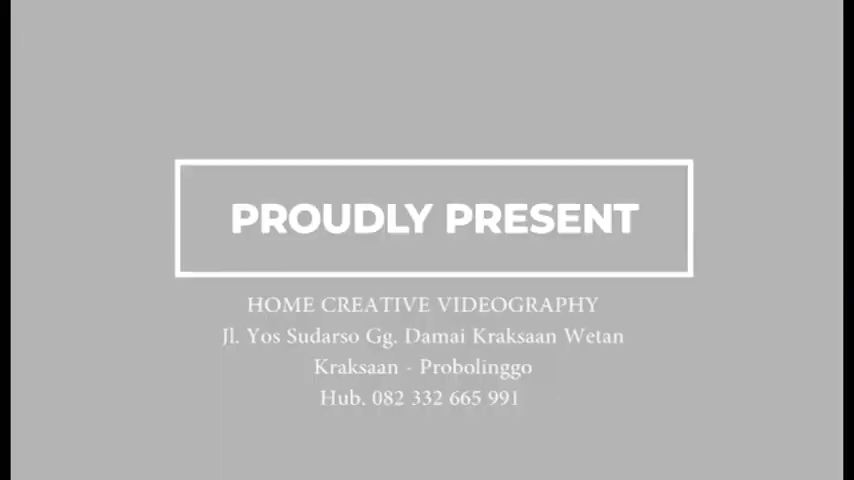 PROUDLY PRESENT
HOME CREATIVE VIDEOGRAPHY
Jl. Yos Sudarso Gg. Damai Kraksaan Wetan
Kraksaan - Probolinggo
Hub. 082 332 665 991